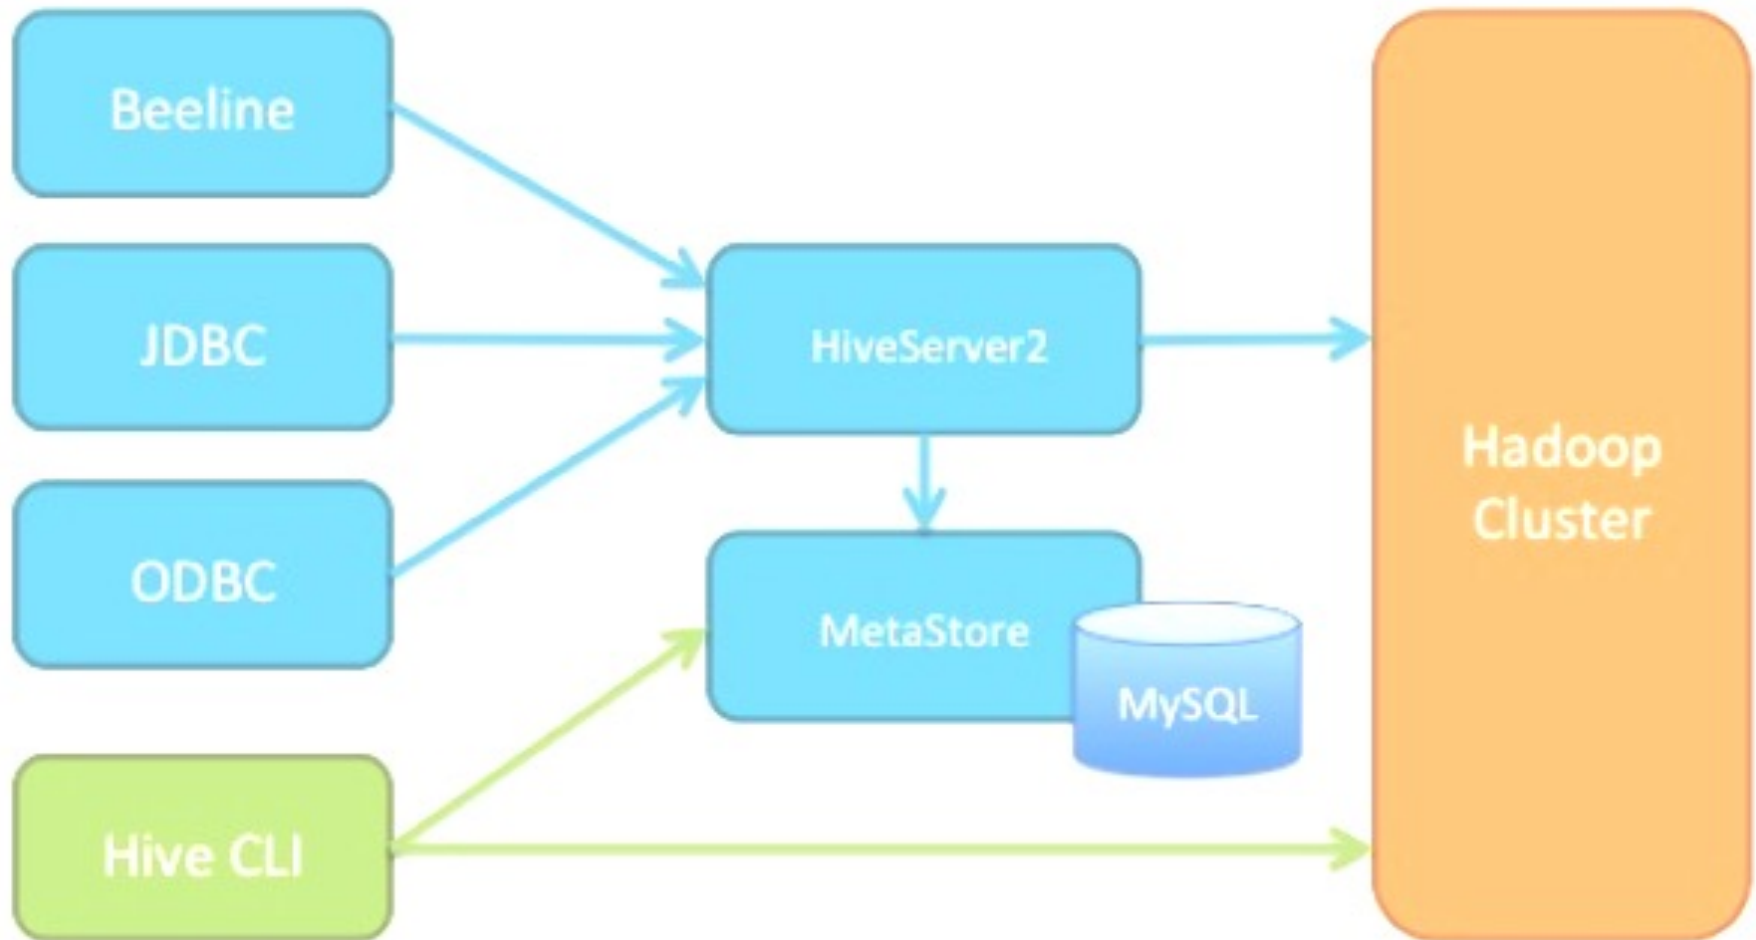 Beeline
JDBC
HiveServer2
Hadoop
Cluster
ODBC
MetaStore
MySQL
Hive CLI